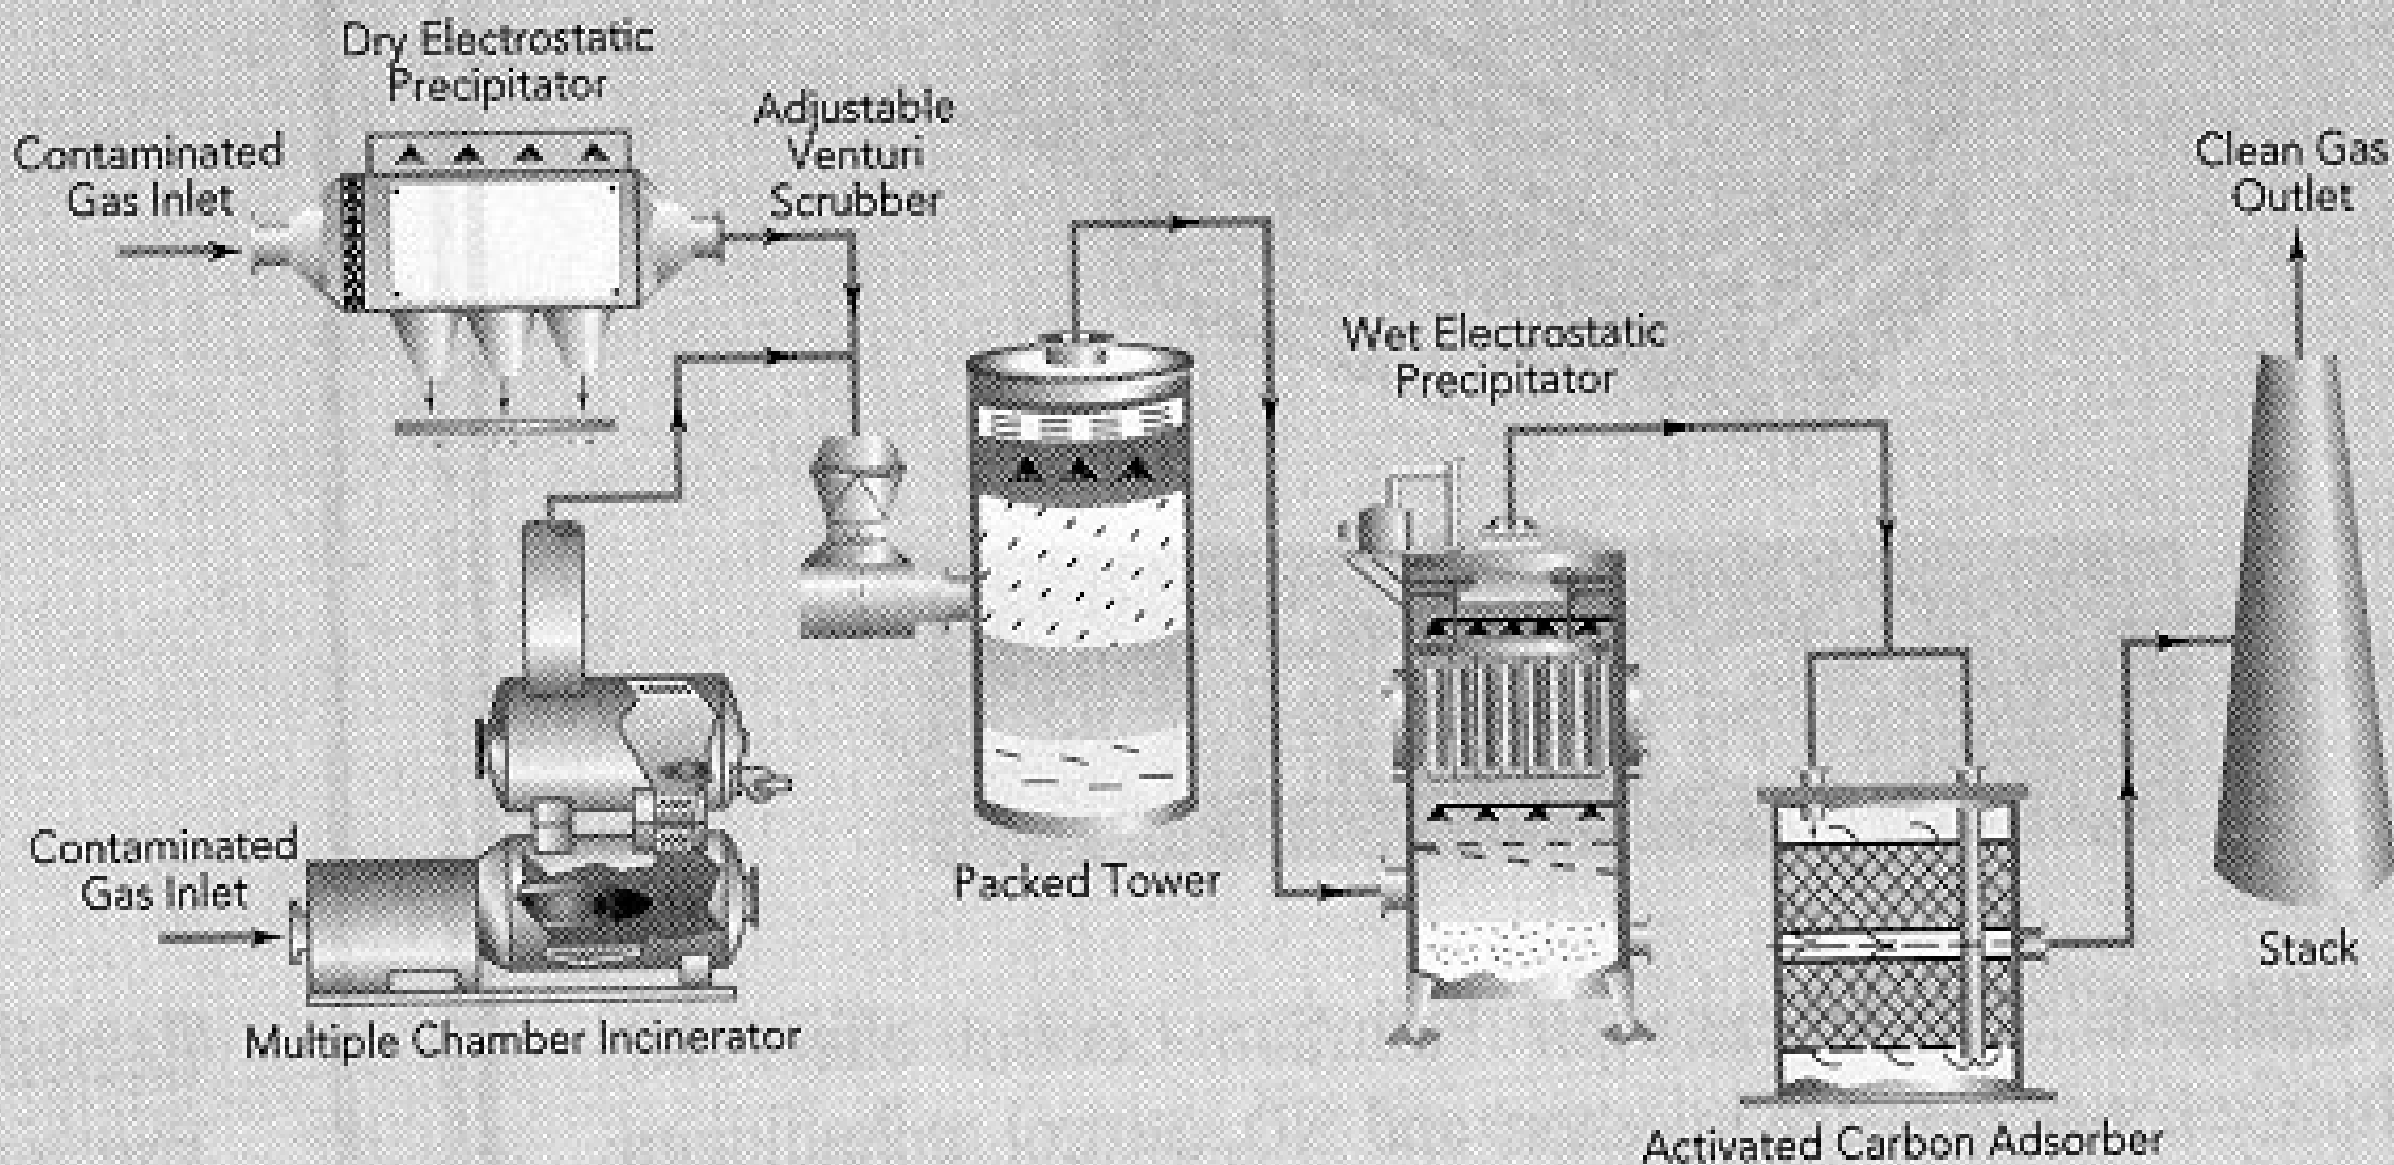 Dry Electrostatic
Precipitator
Contaminated
Gas Inlet
Adjustable
Venturi
Scrubber
Clean Gas
Outlet
Wet Electrostatic
Precipitator
Contaminated
Gas Inlet
Packed Tower
Stack
Multiple Chamber Incinerator
Activated Carbon Adsorber